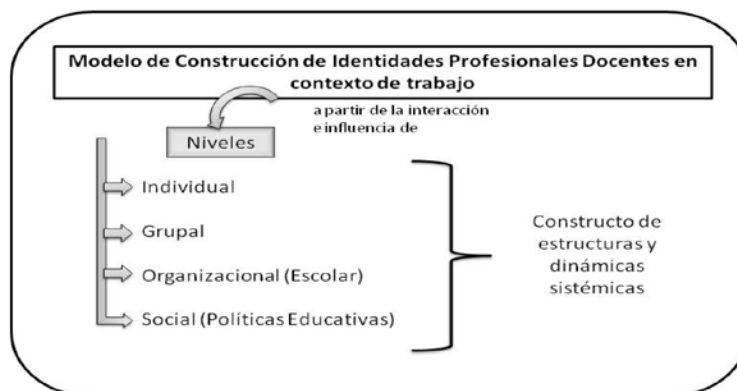 Modelo de Construcción de Identidades Profesionales Docentes en
contexto de trabajo
a partir de la interacción
e influencia de
Niveles
Individual
Grupal
Organizacional (Escolar)
Social (Políticas Educativas)
Constructo de
estructuras y
dinámicas
sistémicas